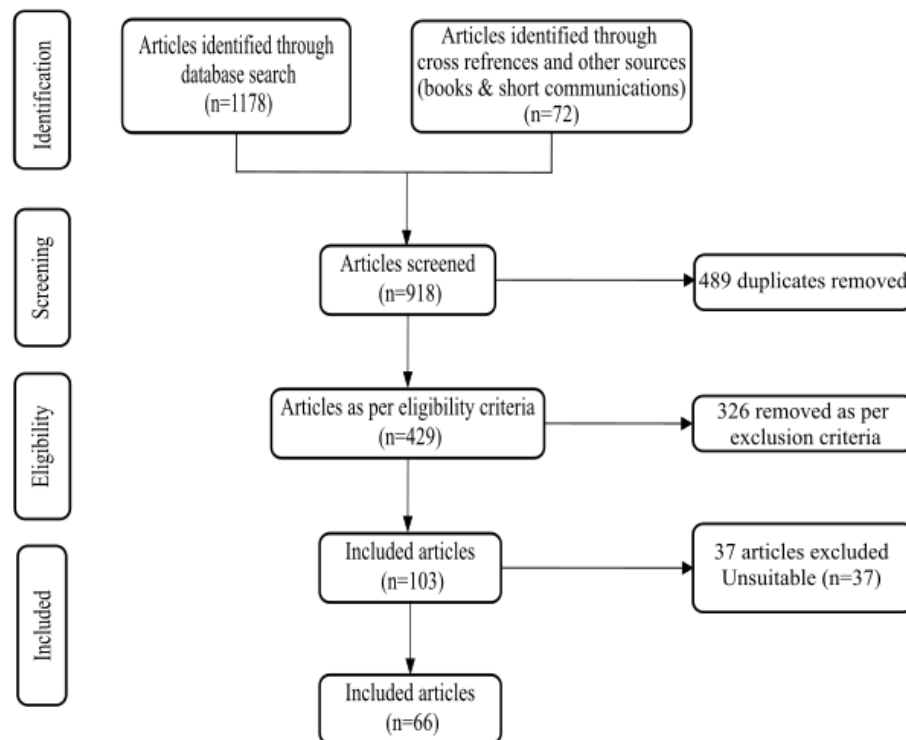 Identification
Articles identified through
database search
(n=1178)
Articles identified through
cross refrences and other sources
(books & short communications)
(n=72)
Screening
Articles screened
(n=918)
489 duplicates removed
Eligibility
Articles as per eligibility criteria
(n=429)
326 removed as per
exclusion criteria
Included
Included articles
(n=103)
37 articles excluded
Unsuitable (n=37)
Included articles
(n=66)